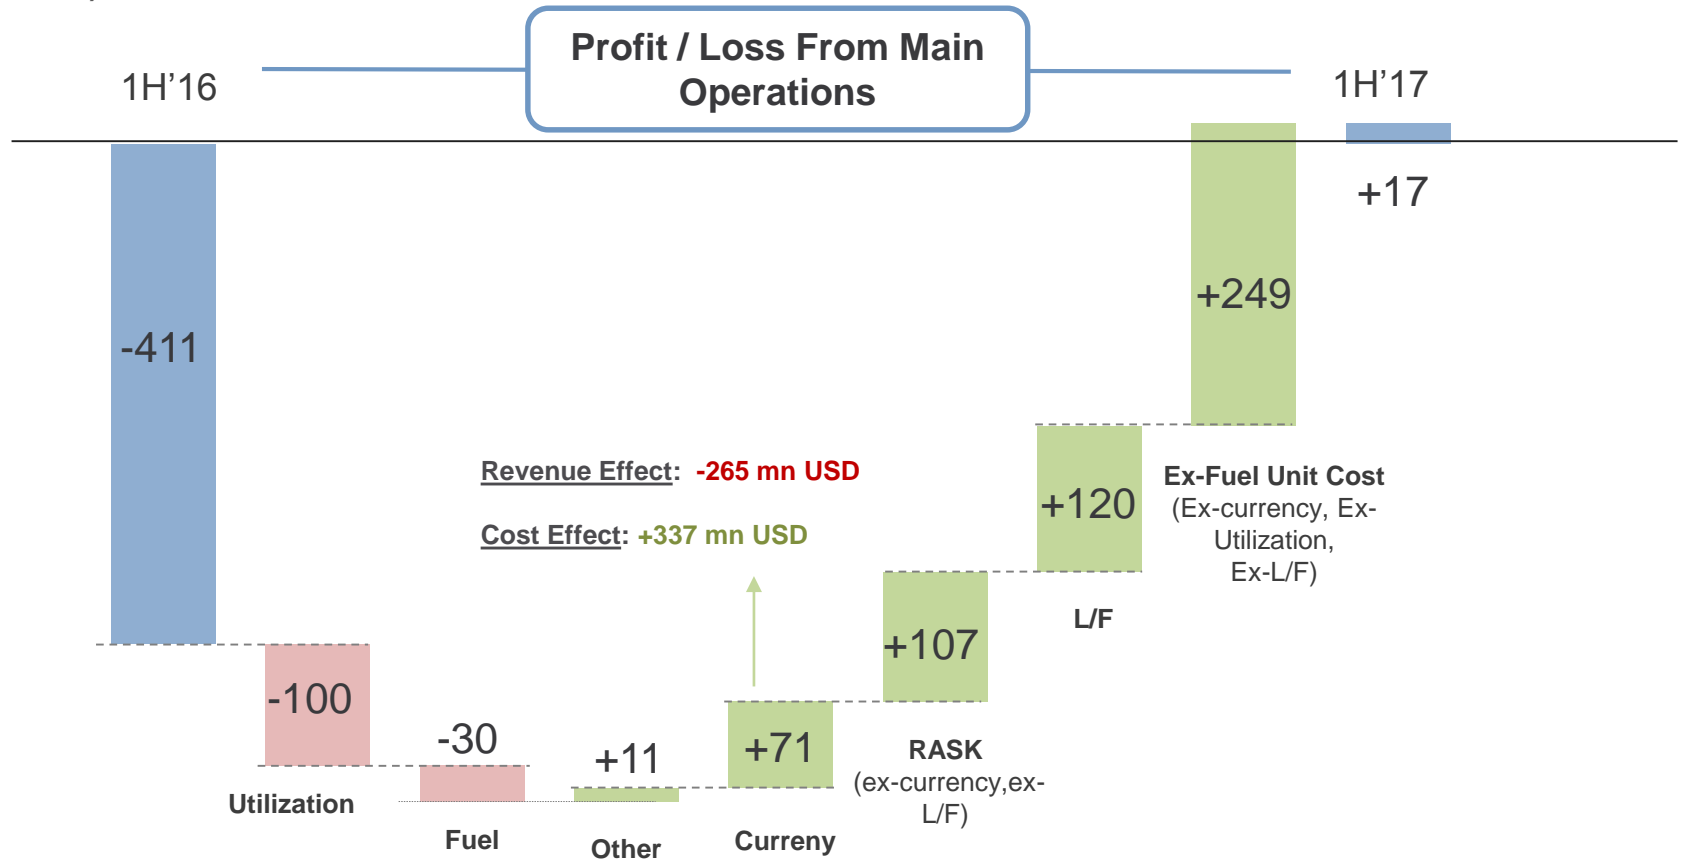 Profit / Loss From Main
Operations
1H’16
1H’17
+17
-411
+249
Revenue Effect:  -265 mn USD
Cost Effect: +337 mn USD
+120
Ex-Fuel Unit Cost
(Ex-currency, Ex-
Utilization,
Ex-L/F)
L/F
+107
-100
-30
+11
+71
RASK
(ex-currency,ex-
L/F)
Utilization
Fuel
Other
Curreny